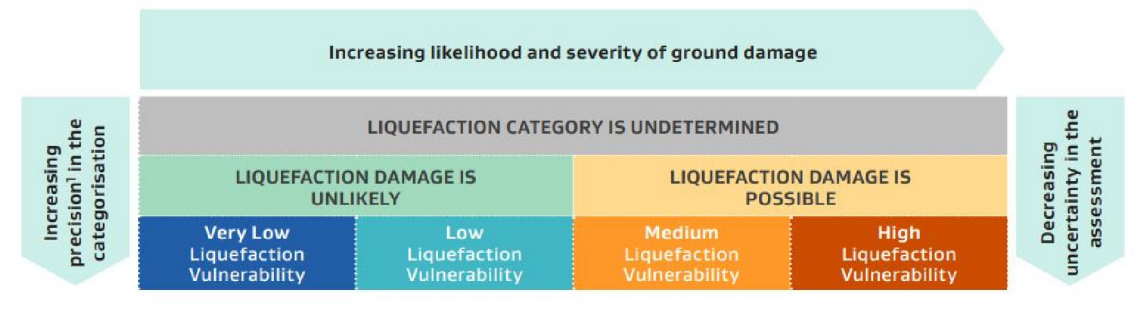 Increasing likelihood and severity of ground damage
Increasing
precision¹ in the
categorisation
LIQUEFACTION CATEGORY IS UNDETERMINED
LIQUEFACTION DAMAGE IS
UNLIKELY
LIQUEFACTION DAMAGE IS
POSSIBLE
Very Low
Liquefaction
Vulnerability
Low
Liquefaction
Vulnerability
Medium
Liquefaction
Vulnerability
High
Liquefaction
Vulnerability
Decreasing
uncertainty in the
assessment